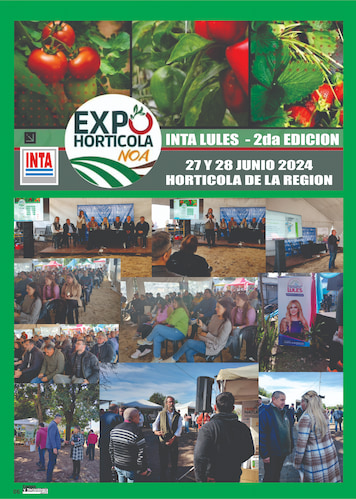 EXPO
HORTICOLA
NOA
INTA
INTA LULES - 2da EDICION
27 Y 28 JUNIO 2024
HORTICOLA DE LA REGION